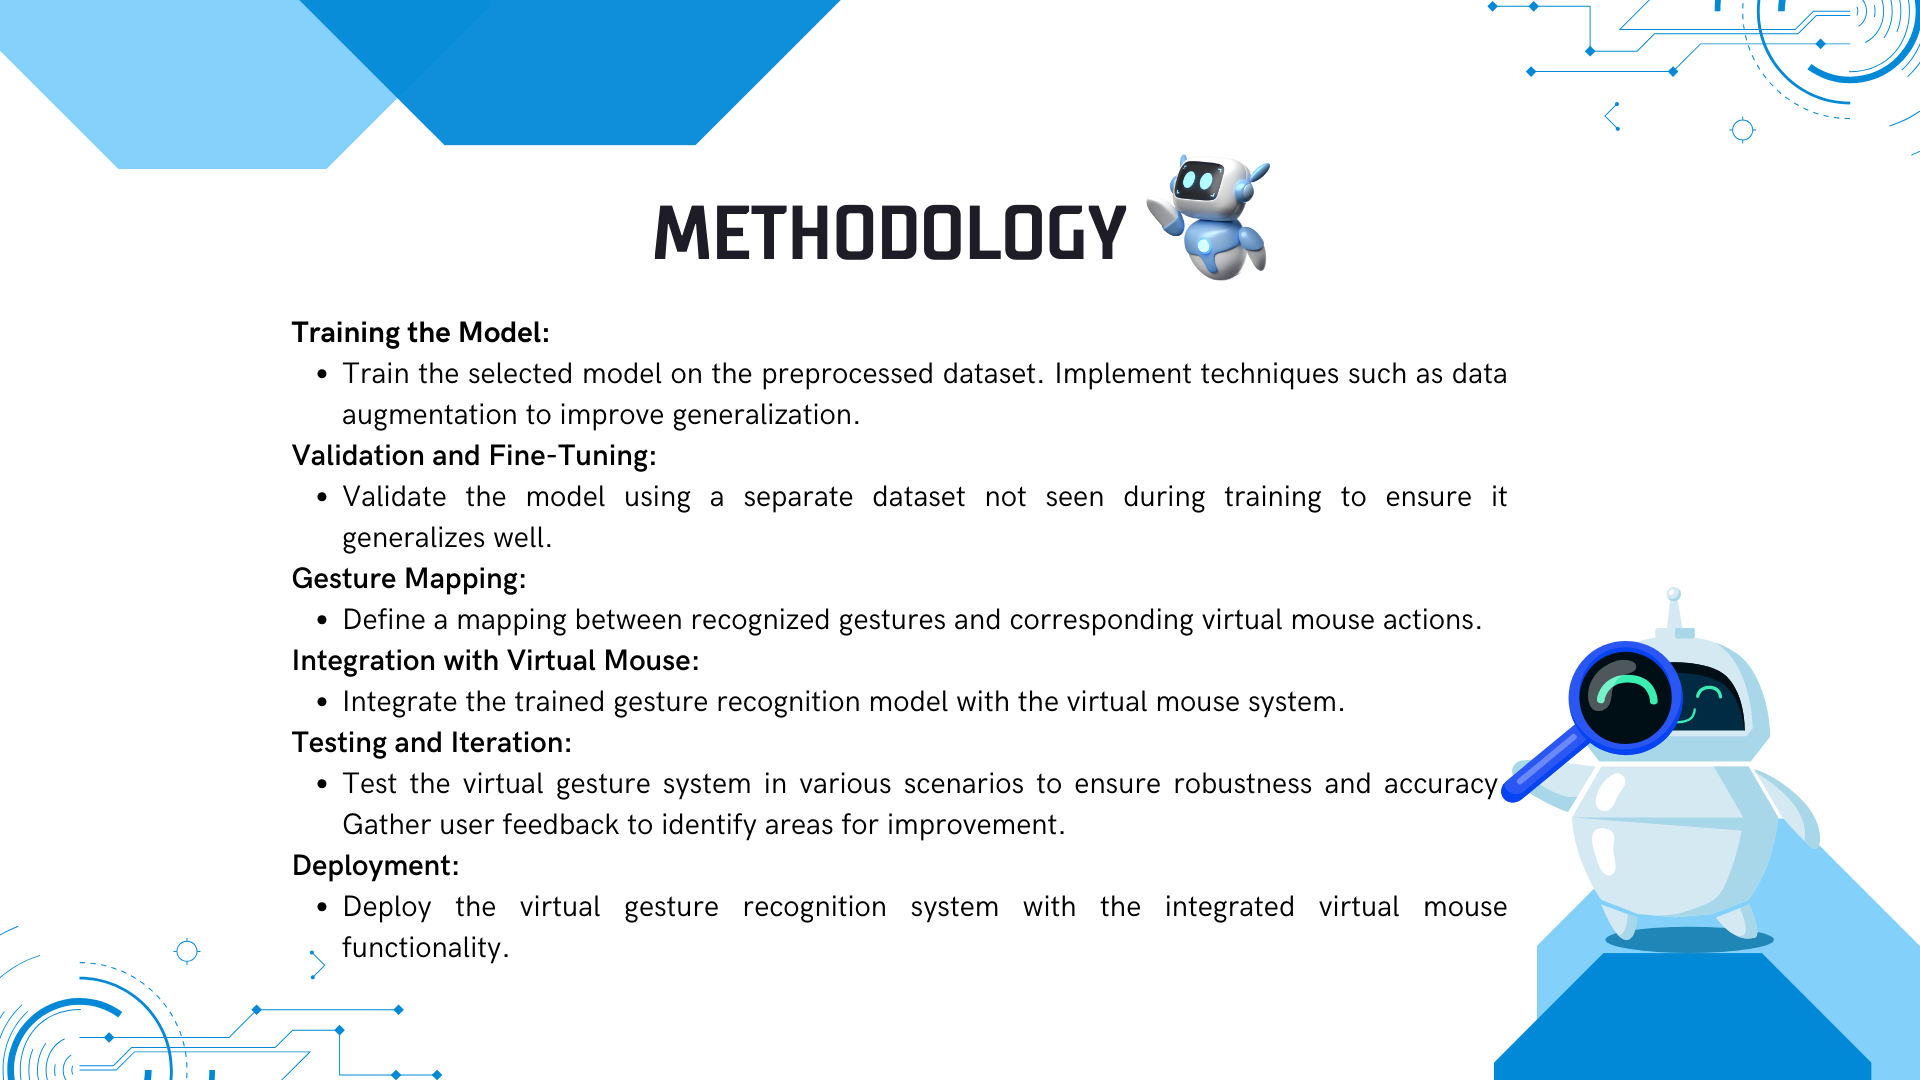 METHODOLOGY
Training the Model:
• Train the selected model on the preprocessed dataset. Implement techniques such as data
augmentation to improve generalization.
Validation and Fine-Tuning:
• Validate the model using a separate dataset not seen during training to ensure it
generalizes well.
Gesture Mapping:
• Define a mapping between recognized gestures and corresponding virtual mouse actions.
Integration with Virtual Mouse:
• Integrate the trained gesture recognition model with the virtual mouse system.
Testing and Iteration:
• Test the virtual gesture system in various scenarios to ensure robustness and accuracy
Gather user feedback to identify areas for improvement.
Deployment:
• Deploy the virtual gesture recognition system with the integrated virtual mouse
functionality.